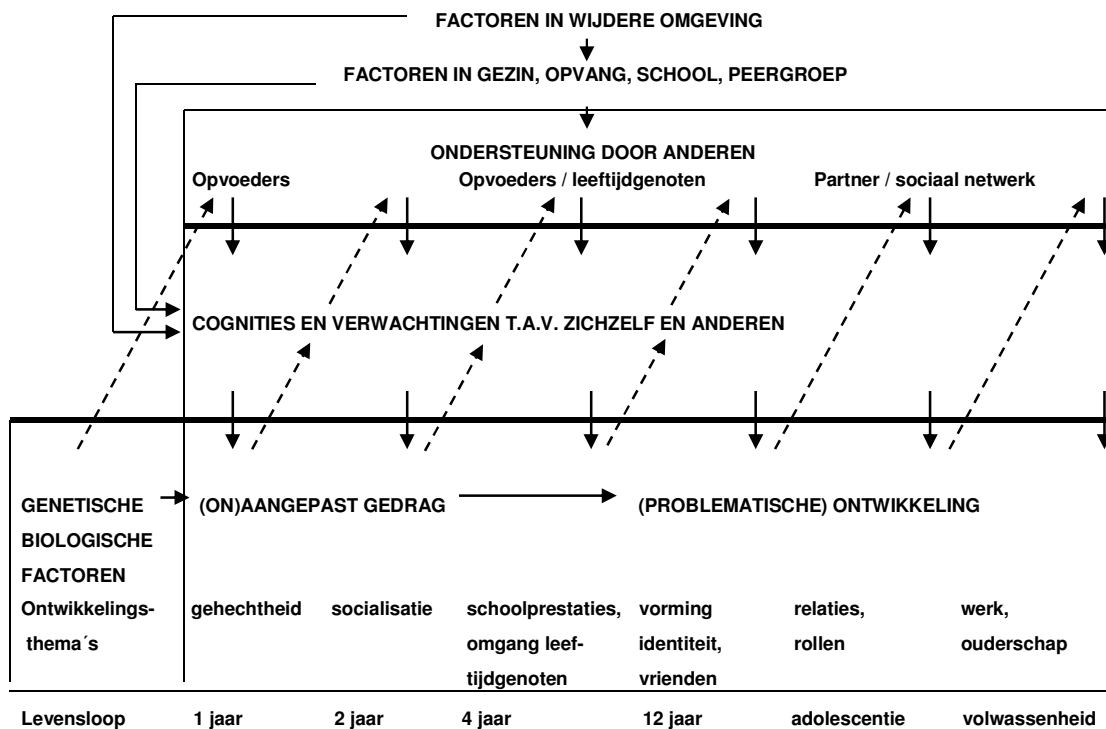 FACTOREN IN WIJDERE OMGEVING
FACTOREN IN GEZIN, OPVANG, SCHOOL, PEERGROEP
ONDERSTEUNING DOOR ANDEREN
Opvoeders Opvoeders / leeftijdgenoten Partner / sociaal netwerk
COGNITIES EN VERWACHTINGEN T.A.V. ZICHZELF EN ANDEREN
GENETISCHE (ON)AANGEPAST GEDRAG (PROBLEMATISCHE) ONTWIKKELING
BIOLOGISCHE
FACTOREN
Ontwikkelings- gehechtheid socialisatie schoolprestaties, vorming relaties, werk,
thema´s omgang leef- identiteit, rollen ouderschap
tijdgenoten vrienden
Levensloop 1 jaar 2 jaar 4 jaar 12 jaar adolescentie volwassenheid